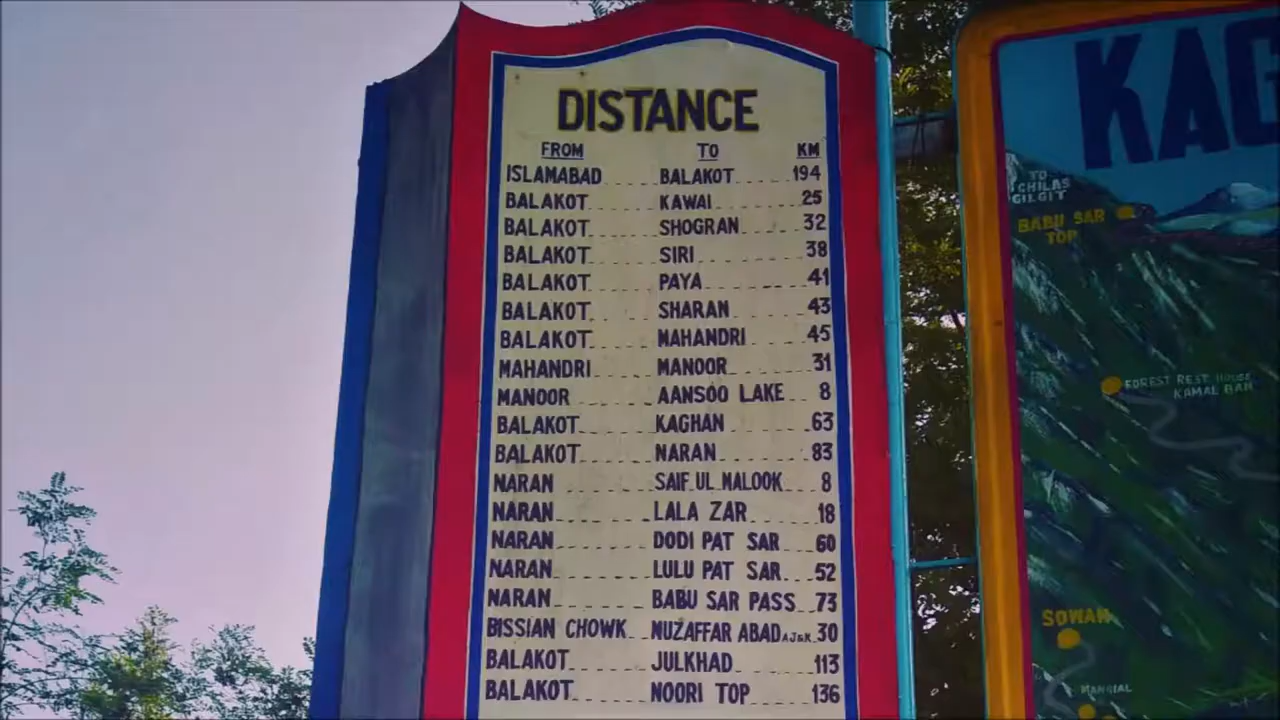 DISTANCE
FROM TO KM
ISLAMABAD BALAKOT 194
BALAKOT KAWAI 25
BALAKOT SHOGRAN 32
BALAKOT SIRI 38
BALAKOT PAYA 41
BALAKOT SHARAN 43
BALAKOT MAHANDRI 45
MAHANDRI MANOOR 31
MANOOR AANSOO LAKE 8
BALAKOT KAGHAN 63
BALAKOT NARAN 83
NARAN SAIF UL MALOOK 8
NARAN LALA ZAR 18
NARAN DODI PAT SAR 60
NARAN LULU PAT SAR 52
NARAN BABU SAR PASS 73
BISSIAN CHOWK MUZAFFAR ABAD AJ&K 30
BALAKOT JULKHAD 113
BALAKOT NOORI TOP 136
KAG
TO
CHILAS
GILGIT
BABU SAR
TOP
FOREST REST HOUSE
KAMAL BAN
SOWAN